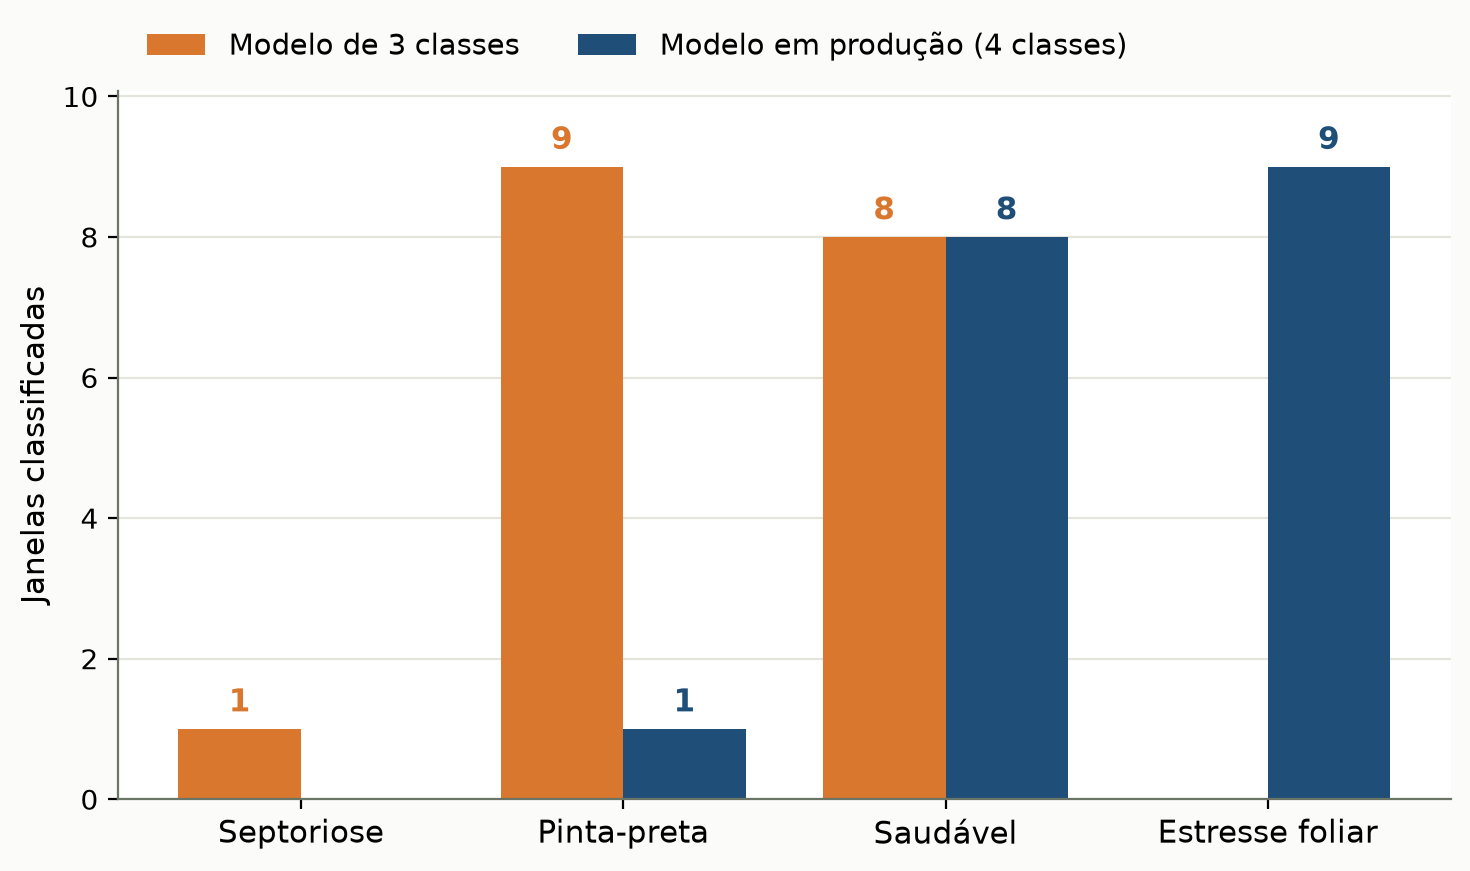 Modelo de 3 classes
Modelo em produção (4 classes)
Janelas classificadas
10
8
6
4
2
0
1
9
1
8
8
9
Septoriose
Pinta-preta
Saudável
Estresse foliar